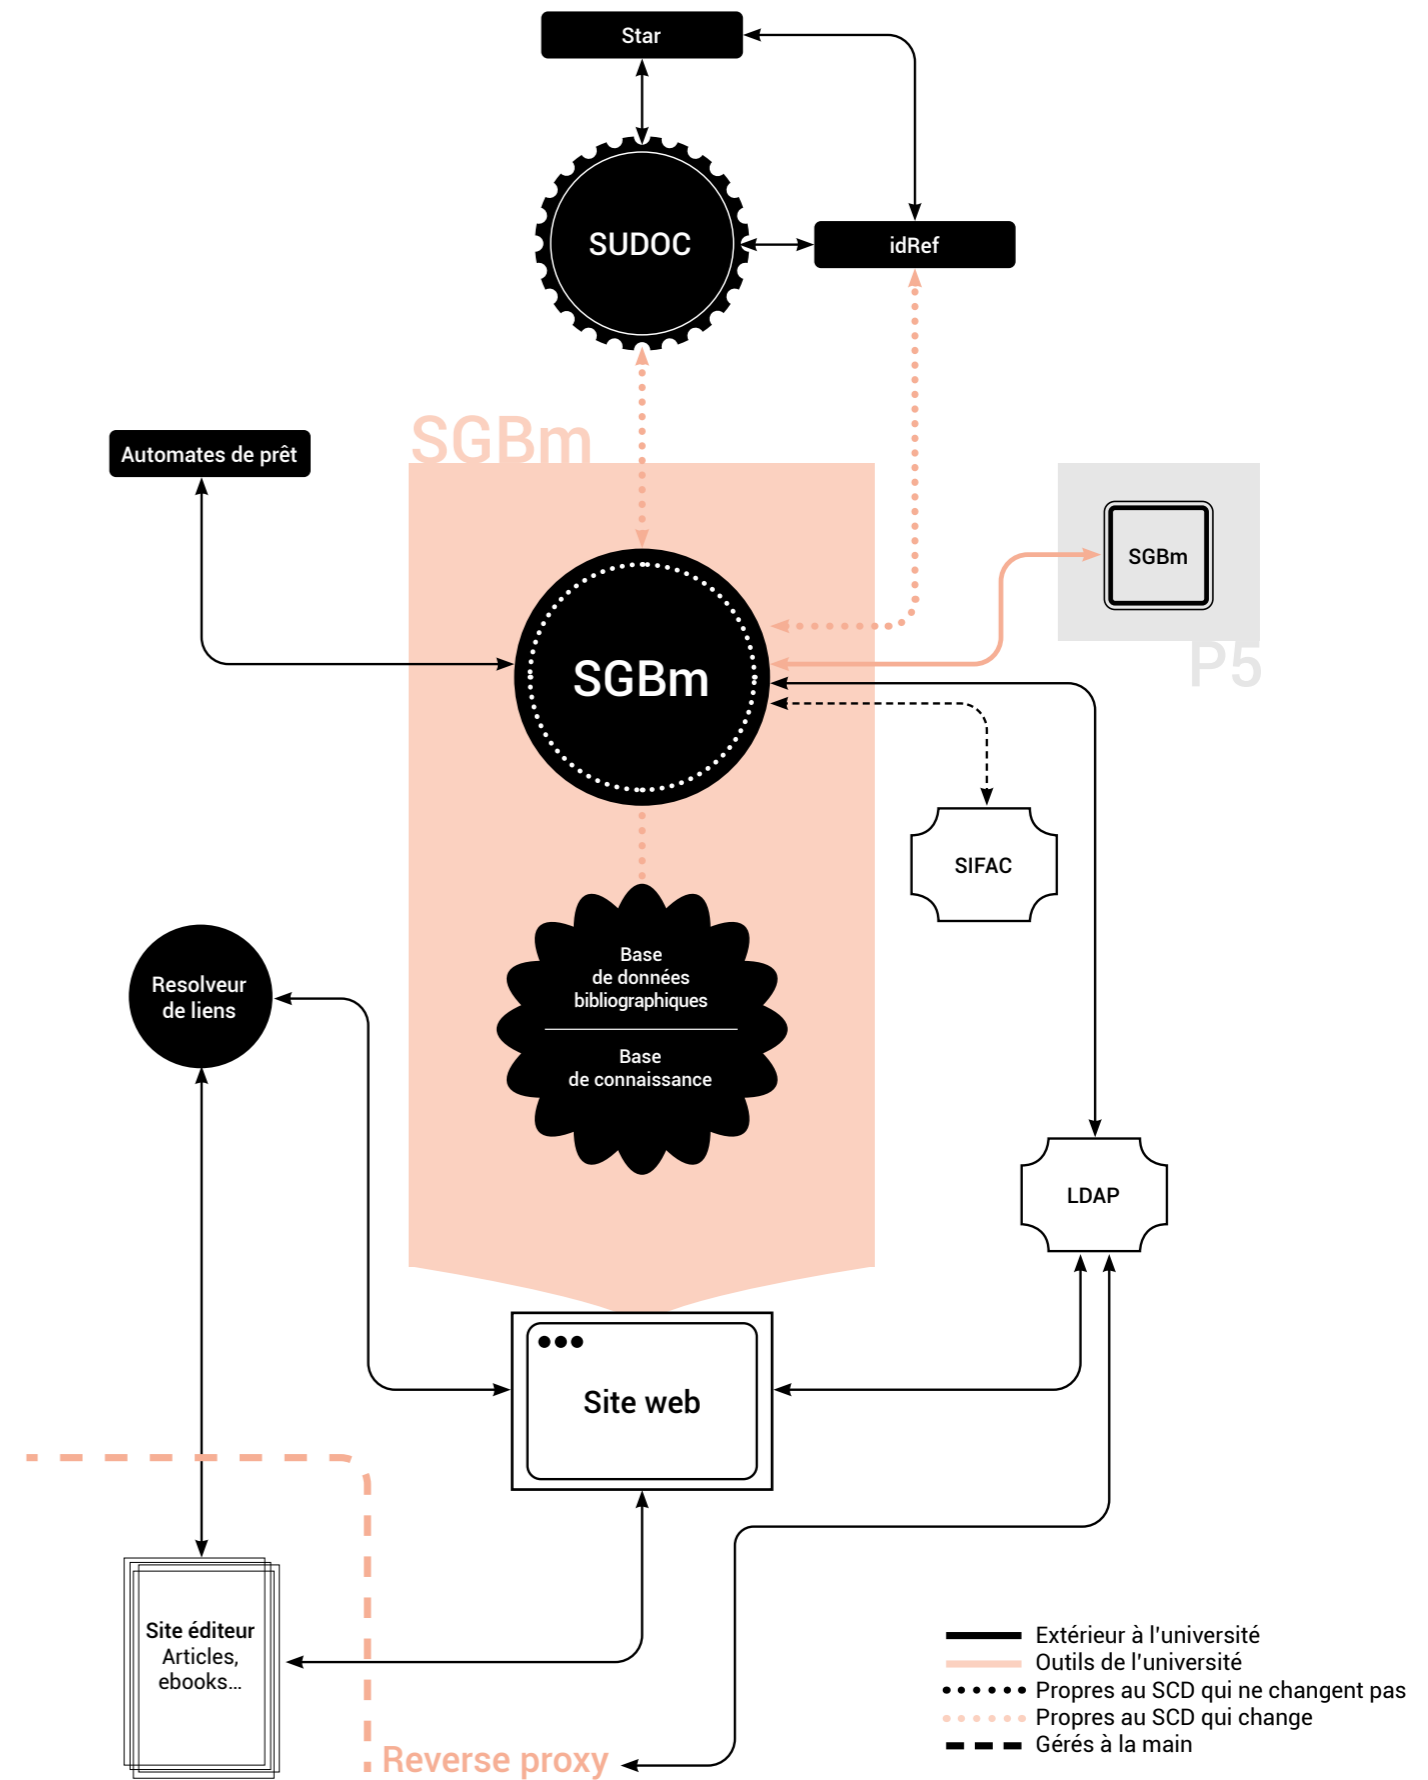 Star
SUDOC
idRef
SGBm
Automates de prêt
SGBm
P5
SGBm
SIFAC
Base
de données
bibliographiques
Base
de connaissance
Resolveur
de liens
LDAP
Site web
Site éditeur
Articles,
ebooks...
Reverse proxy
Extérieur à l'université
Outils de l'université
Propres au SCD qui ne changent pas
Propres au SCD qui change
Gérés à la main